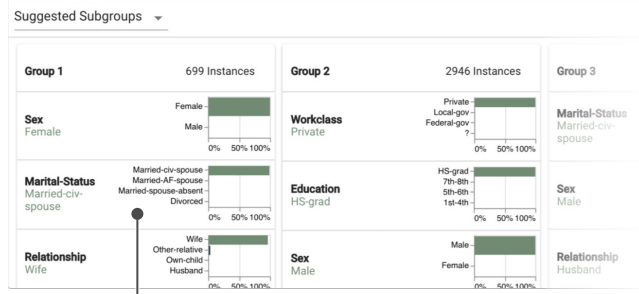 Suggested Subgroups
Group 1 699 Instances
Sex
Female
Female
Male
0% 50% 100%
Marital-Status
Married-civ-
spouse
Married-civ-spouse
Married-AF-spouse
Married-spouse-absent
Divorced
0% 50% 100%
Relationship
Wife
Wife
Other-relative
Own-child
Husband
0% 50% 100%
Group 2 2946 Instances
Workclass
Private
Private
Local-gov
Federal-gov
?
0% 50% 100%
Education
HS-grad
HS-grad
7th-8th
5th-6th
1st-4th
0% 50% 100%
Sex
Male
Male
Female
0% 50% 100%
Group 3
Marital-Status
Married-civ-
spouse
Sex
Male
Relationship
Husband